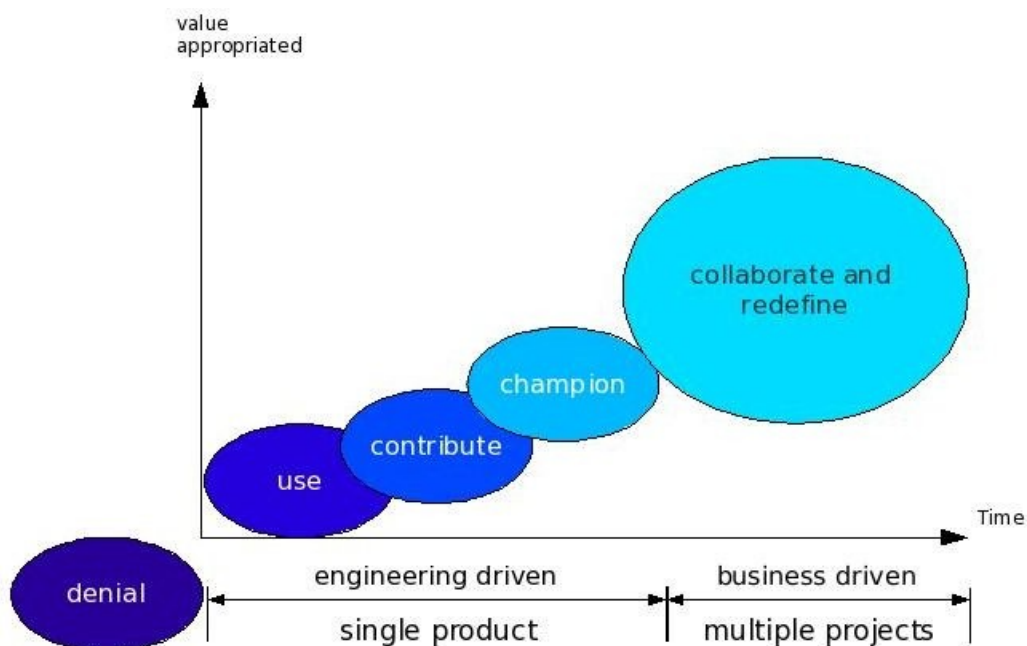 value
appropriated
collaborate and
redefine
champion
contribute
use
Time
denial
engineering driven
business driven
single product
multiple projects